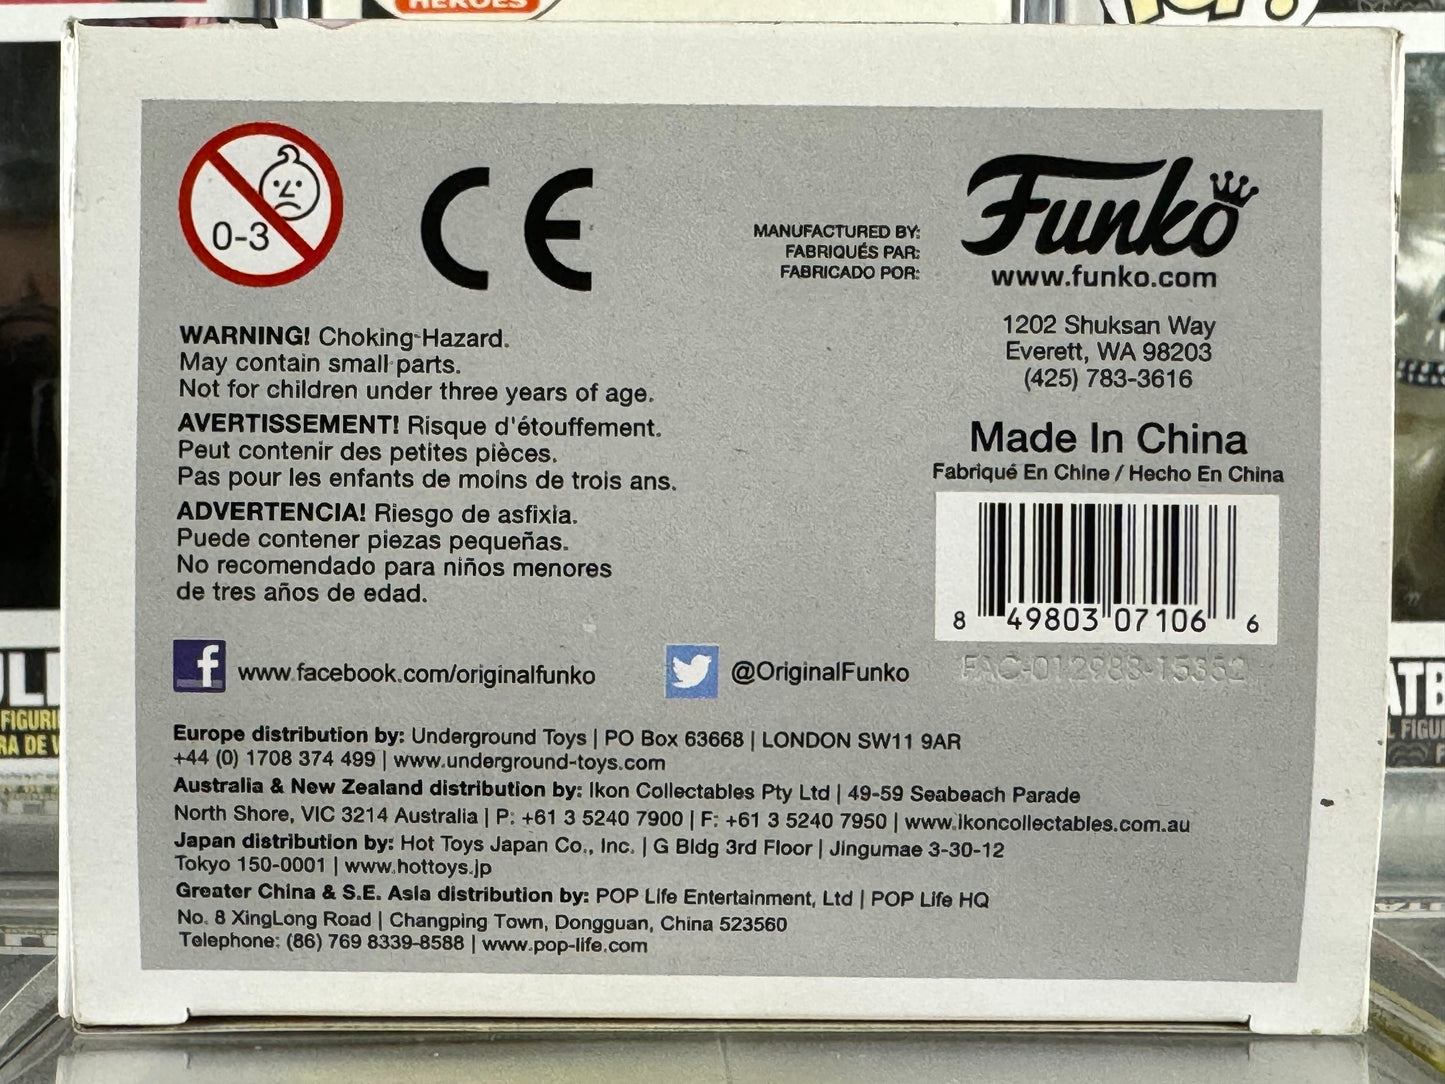 HEROES
0-3
CE
MANUFACTURED BY:
FABRIQUÉS PAR:
FABRICADO POR:
Funko
www.funko.com
1202 Shuksan Way
Everett, WA 98203
(425) 783-3616
Made In China
Fabriqué En Chine / Hecho En China
8 49803 07106 6
FAC-012983-15352
WARNING! Choking Hazard.
May contain small parts.
Not for children under three years of age.
AVERTISSEMENT! Risque d'étouffement.
Peut contenir des petites pièces.
Pas pour les enfants de moins de trois ans.
ADVERTENCIA! Riesgo de asfixia.
Puede contener piezas pequeñas.
No recomendado para niños menores
de tres años de edad.
f www.facebook.com/originalfunko
@OriginalFunko
Europe distribution by: Underground Toys | PO Box 63668 | LONDON SW11 9AR
+44 (0) 1708 374 499 | www.underground-toys.com
Australia & New Zealand distribution by: Ikon Collectables Pty Ltd | 49-59 Seabeach Parade
North Shore, VIC 3214 Australia | P: +61 3 5240 7900 | F: +61 3 5240 7950 | www.ikoncollectables.com.au
Japan distribution by: Hot Toys Japan Co., Inc. | G Bldg 3rd Floor | Jingumae 3-30-12
Tokyo 150-0001 | www.hottoys.jp
Greater China & S.E. Asia distribution by: POP Life Entertainment, Ltd | POP Life HQ
No. 8 XingLong Road | Changping Town, Dongguan, China 523560
Telephone: (86) 769 8339-8588 | www.pop-life.com